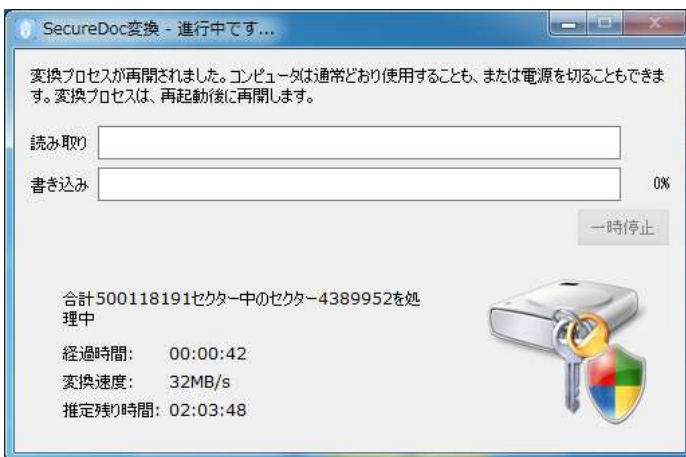 SecureDoc変換 - 進行中です...
変換プロセスが再開されました。コンピュータは通常どおり使用することも、または電源を切ることもできま
す。変換プロセスは、再起動後に再開します。
読み取り
書き込み 0%
一時停止
合計500118191セクター中のセクター4389952を処
理中
経過時間: 00:00:42
変換速度: 32MB/s
推定残り時間: 02:03:48